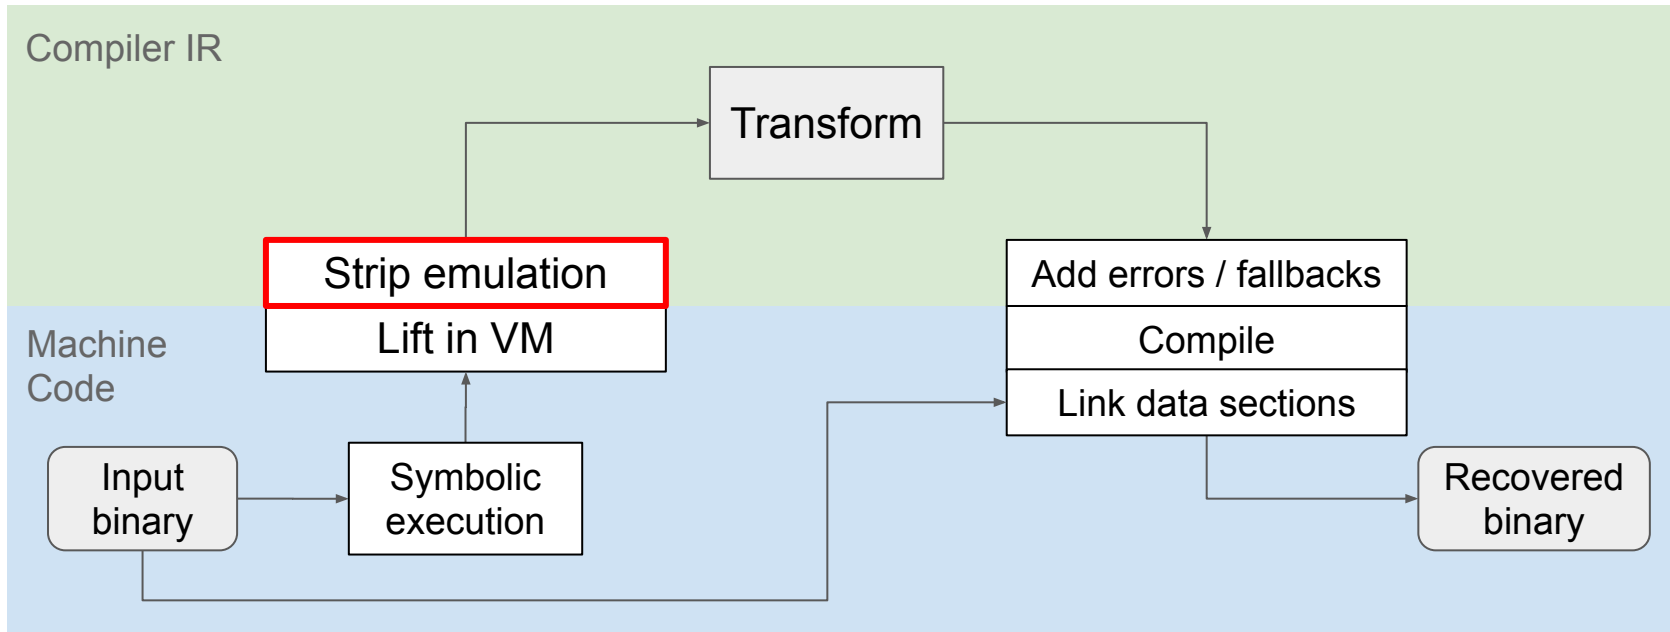 Compiler IR
Transform
Strip emulation
Add errors / fallbacks
Machine
Code
Lift in VM
Compile
Link data sections
Input
binary
Symbolic
execution
Recovered
binary